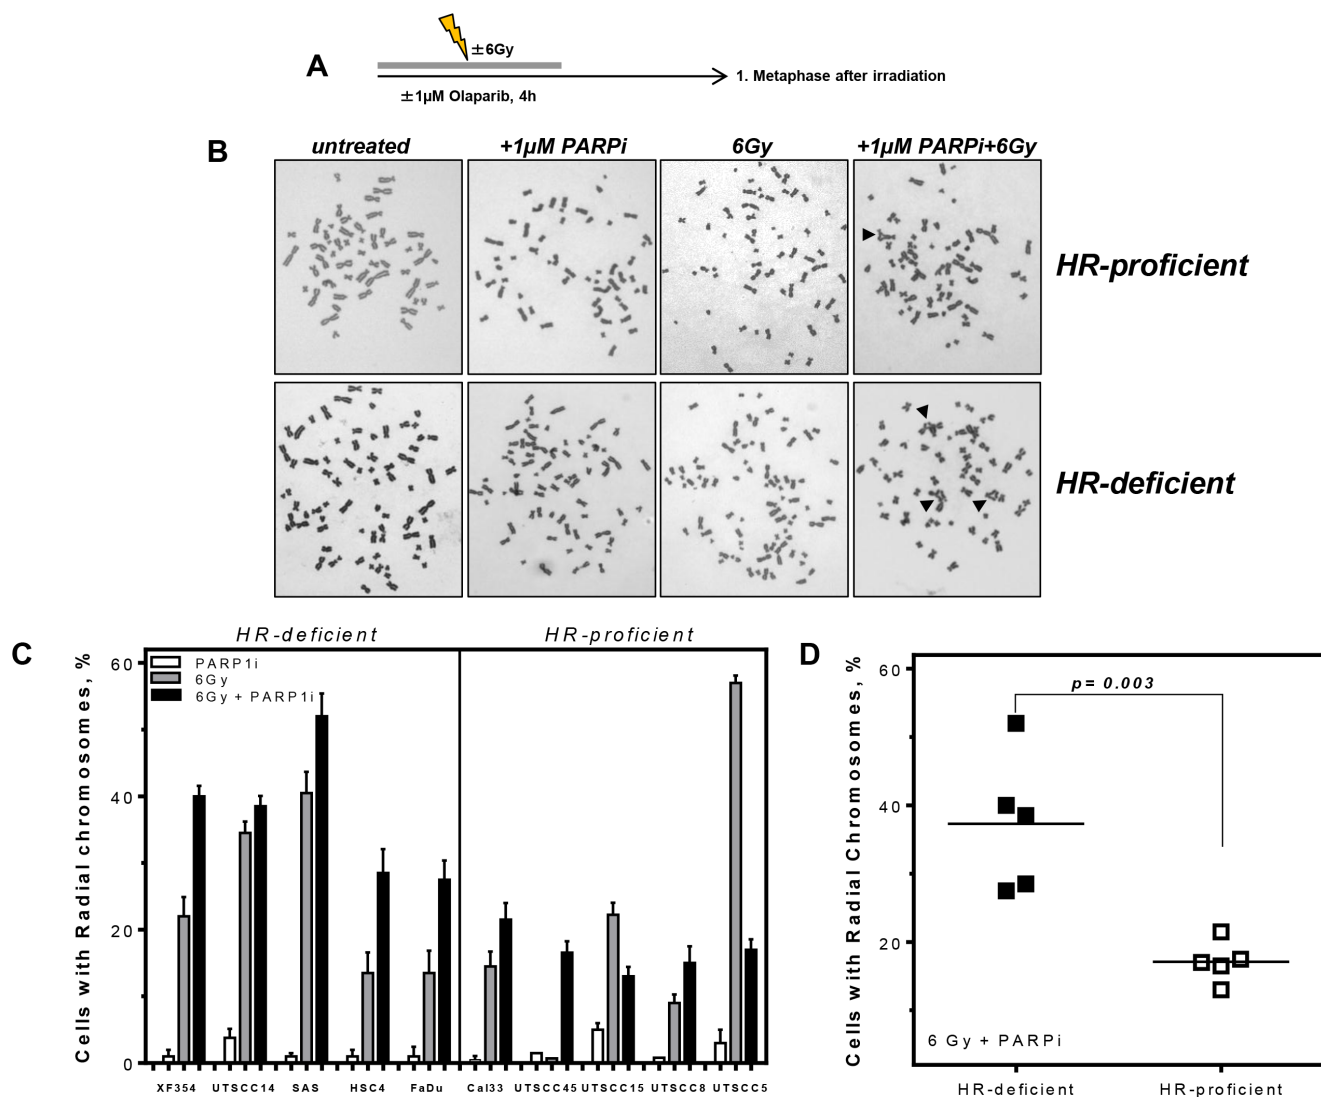 A
±6Gy
±1µM Olaparib, 4h
1. Metaphase after irradiation
B
untreated
+1µM PARPi
6Gy
+1µM PARPi+6Gy
HR-proficient
HR-deficient
C
HR-deficient
HR-proficient
Cells with Radial chromosomes, %
60
40
20
0
PARP1i
6Gy
6Gy + PARP1i
XF354
UTSCC14
SAS
HSC4
FaDu
Cal33
UTSCC45
UTSCC15
UTSCC8
UTSCC5
D
Cells with Radial Chromosomes, %
60
40
20
p= 0.003
6 Gy + PARPi
HR-deficient
HR-proficient